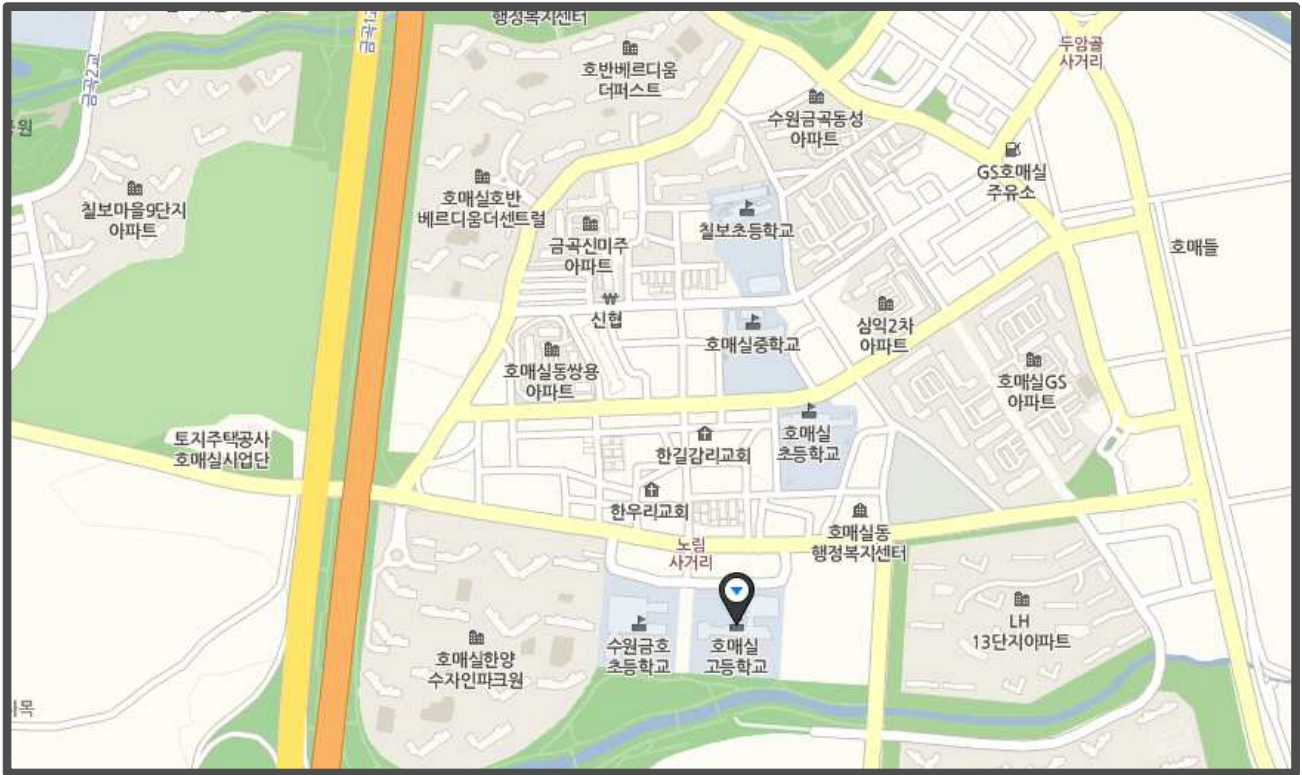 행정복지센터
금곡2교
호반베르디움
더퍼스트
두암골
사거리
수원금곡동성
아파트
GS호매실
주유소
칠보마을9단지
아파트
호매실호반
베르디움더센트럴
금곡신미주
아파트
칠보초등학교
호매들
신협
호매실중학교
삼익2차
아파트
호매실동쌍용
아파트
호매실GS
아파트
토지주택공사
호매실사업단
한길감리교회
호매실
초등학교
한우리교회
호매실동
행정복지센터
노림
사거리
LH
13단지아파트
호매실한양
수자인파크원
수원금호
초등학교
호매실
고등학교